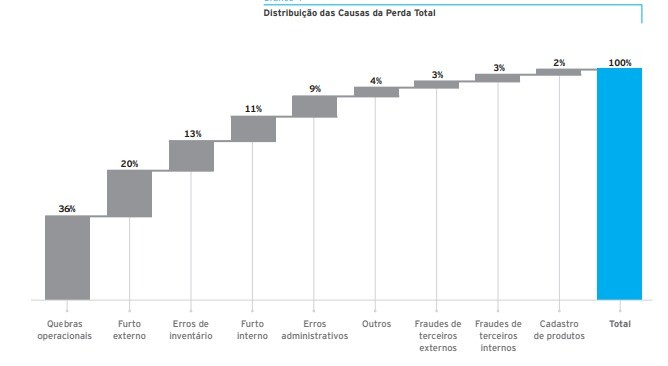 Distribuição das Causas da Perda Total
36%
20%
13%
11%
9%
4%
3%
3%
2%
100%
Quebras
operacionais
Furto
externo
Erros de
inventário
Furto
interno
Erros
administrativos
Outros
Fraudes de
terceiros
externos
Fraudes de
terceiros
internos
Cadastro
de produtos
Total